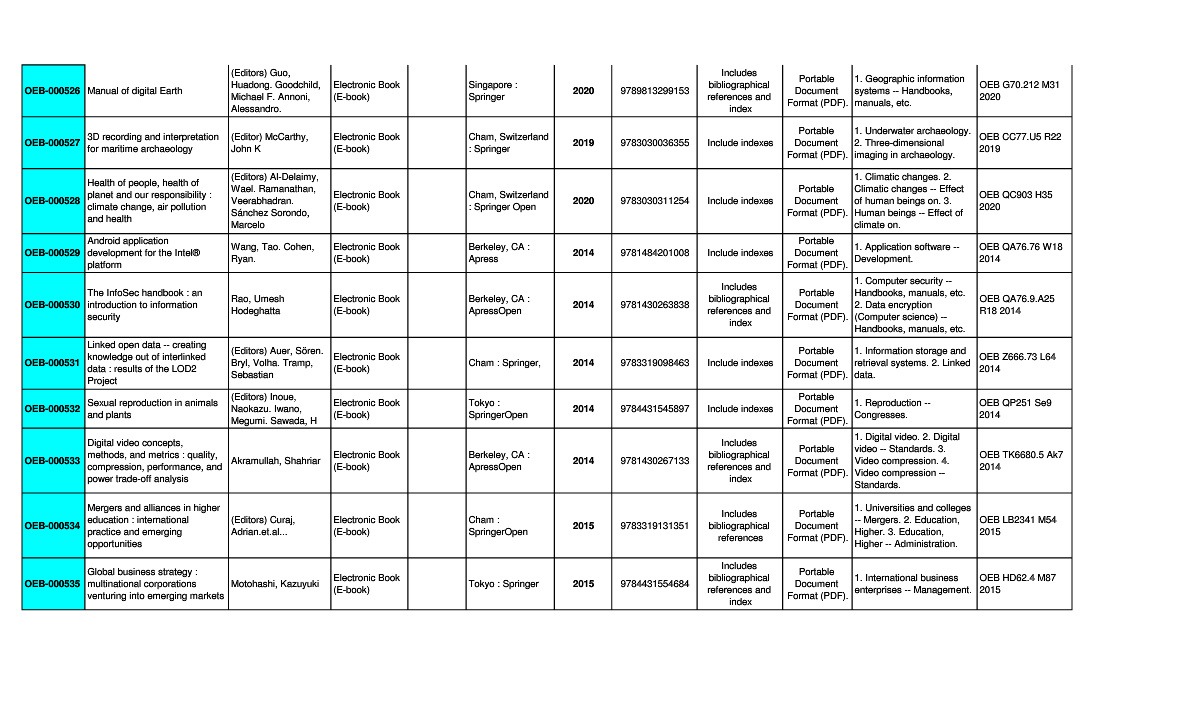 OEB-000526
Manual of digital Earth
(Editors) Guo,
Huadong. Goodchild,
Michael F. Annoni,
Alessandro.
Electronic Book
(E-book)
Singapore :
Springer
2020
9789813299153
Includes
bibliographical
references and
index
Portable
Document
Format (PDF).
1. Geographic information
systems -- Handbooks,
manuals, etc.
OEB G70.212 M31
2020
OEB-000527
3D recording and interpretation
for maritime archaeology
(Editor) McCarthy,
John K
Electronic Book
(E-book)
Cham, Switzerland
: Springer
2019
9783030036355
Include indexes
Portable
Document
Format (PDF).
1. Underwater archaeology.
2. Three-dimensional
imaging in archaeology.
OEB CC77.U5 R22
2019
OEB-000528
Health of people, health of
planet and our responsibility :
climate change, air pollution
and health
(Editors) Al-Delaimy,
Wael. Ramanathan,
Veerabhadran.
Sánchez Sorondo,
Marcelo
Electronic Book
(E-book)
Cham, Switzerland
: Springer Open
2020
9783030311254
Include indexes
Portable
Document
Format (PDF).
1. Climatic changes. 2.
Climatic changes -- Effect
of human beings on. 3.
Human beings -- Effect of
climate on.
OEB QC903 H35
2020
OEB-000529
Android application
development for the Intel®
platform
Wang, Tao. Cohen,
Ryan.
Electronic Book
(E-book)
Berkeley, CA :
Apress
2014
9781484201008
Include indexes
Portable
Document
Format (PDF).
1. Application software --
Development.
OEB QA76.76 W18
2014
OEB-000530
The InfoSec handbook : an
introduction to information
security
Rao, Umesh
Hodeghatta
Electronic Book
(E-book)
Berkeley, CA :
ApressOpen
2014
9781430263838
Includes
bibliographical
references and
index
Portable
Document
Format (PDF).
1. Computer security --
Handbooks, manuals, etc.
2. Data encryption
(Computer science) --
Handbooks, manuals, etc.
OEB QA76.9.A25
R18 2014
OEB-000531
Linked open data -- creating
knowledge out of interlinked
data : results of the LOD2
Project
(Editors) Auer, Sören.
Bryl, Volha. Tramp,
Sebastian
Electronic Book
(E-book)
Cham : Springer,
2014
9783319098463
Include indexes
Portable
Document
Format (PDF).
1. Information storage and
retrieval systems. 2. Linked
data.
OEB Z666.73 L64
2014
OEB-000532
Sexual reproduction in animals
and plants
(Editors) Inoue,
Naokazu. Iwano,
Megumi. Sawada, H
Electronic Book
(E-book)
Tokyo :
SpringerOpen
2014
9784431545897
Include indexes
Portable
Document
Format (PDF).
1. Reproduction --
Congresses.
OEB QP251 Se9
2014
OEB-000533
Digital video concepts,
methods, and metrics : quality,
compression, performance, and
power trade-off analysis
Akramullah, Shahriar
Electronic Book
(E-book)
Berkeley, CA :
ApressOpen
2014
9781430267133
Includes
bibliographical
references and
index
Portable
Document
Format (PDF).
1. Digital video. 2. Digital
video -- Standards. 3.
Video compression. 4.
Video compression --
Standards.
OEB TK6680.5 Ak7
2014
OEB-000534
Mergers and alliances in higher
education : international
practice and emerging
opportunities
(Editors) Curaj,
Adrian.et.al...
Electronic Book
(E-book)
Cham :
SpringerOpen
2015
9783319131351
Includes
bibliographical
references
Portable
Document
Format (PDF).
1. Universities and colleges
-- Mergers. 2. Education,
Higher. 3. Education,
Higher -- Administration.
OEB LB2341 M54
2015
OEB-000535
Global business strategy :
multinational corporations
venturing into emerging markets
Motohashi, Kazuyuki
Electronic Book
(E-book)
Tokyo : Springer
2015
9784431554684
Includes
bibliographical
references and
index
Portable
Document
Format (PDF).
1. International business
enterprises -- Management.
OEB HD62.4 M87
2015